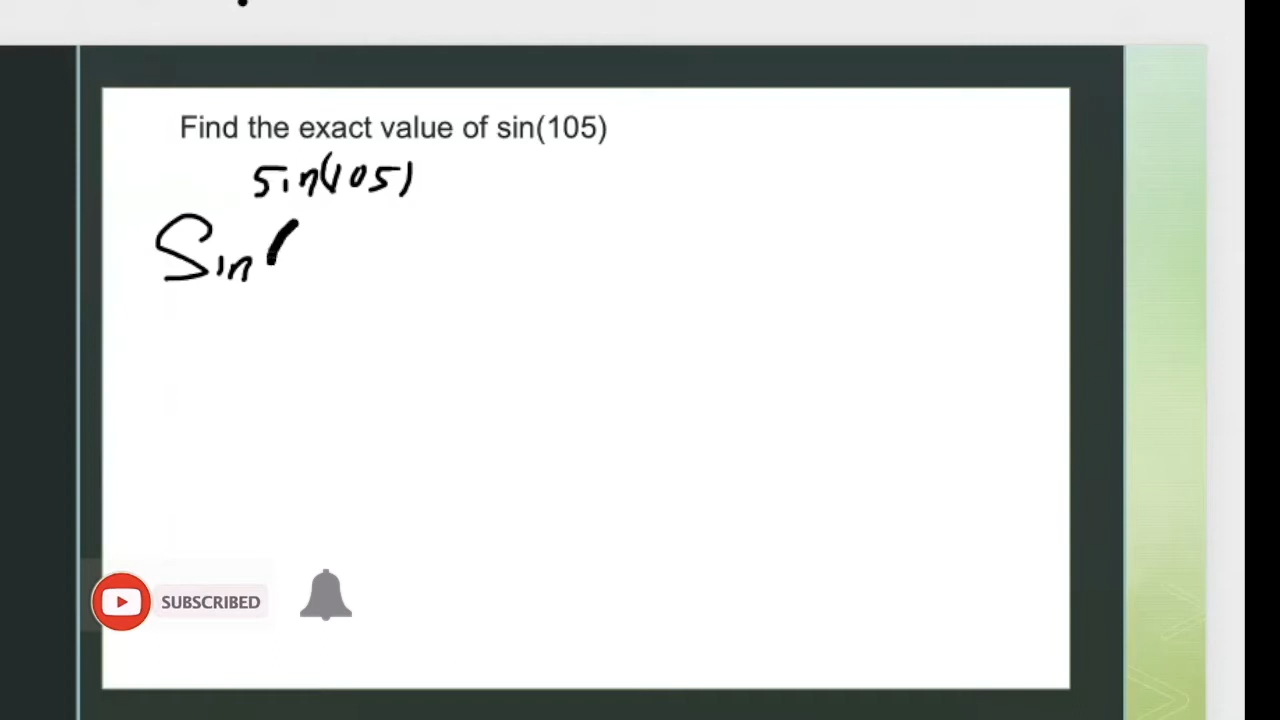 Find the exact value of sin(105)
sin(105)
Sin(
SUBSCRIBED